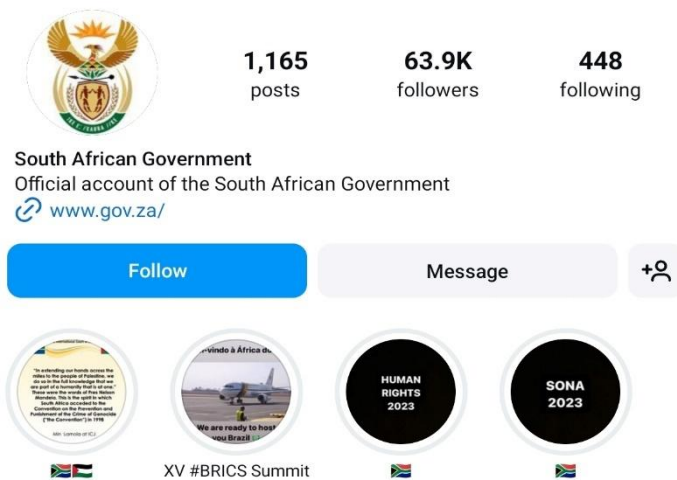 1,165
posts
63.9K
followers
448
following
South African Government
Official account of the South African Government
www.gov.za/
Follow
Message
"In extending our hands across the
miles to the people of Palestine, we
do so in the full knowledge that we
are part of a humanity that is at one."
These were the words of Pres Nelson
Mandela. This is the spirit in which
South Africa acceded to the
Convention on the Prevention and
Punishment of the Crime of Genocide
("the Convention") in 1998
-vindo à África do
We are ready to host
you Brazil
HUMAN
RIGHTS
2023
SONA
2023
XV #BRICS Summit